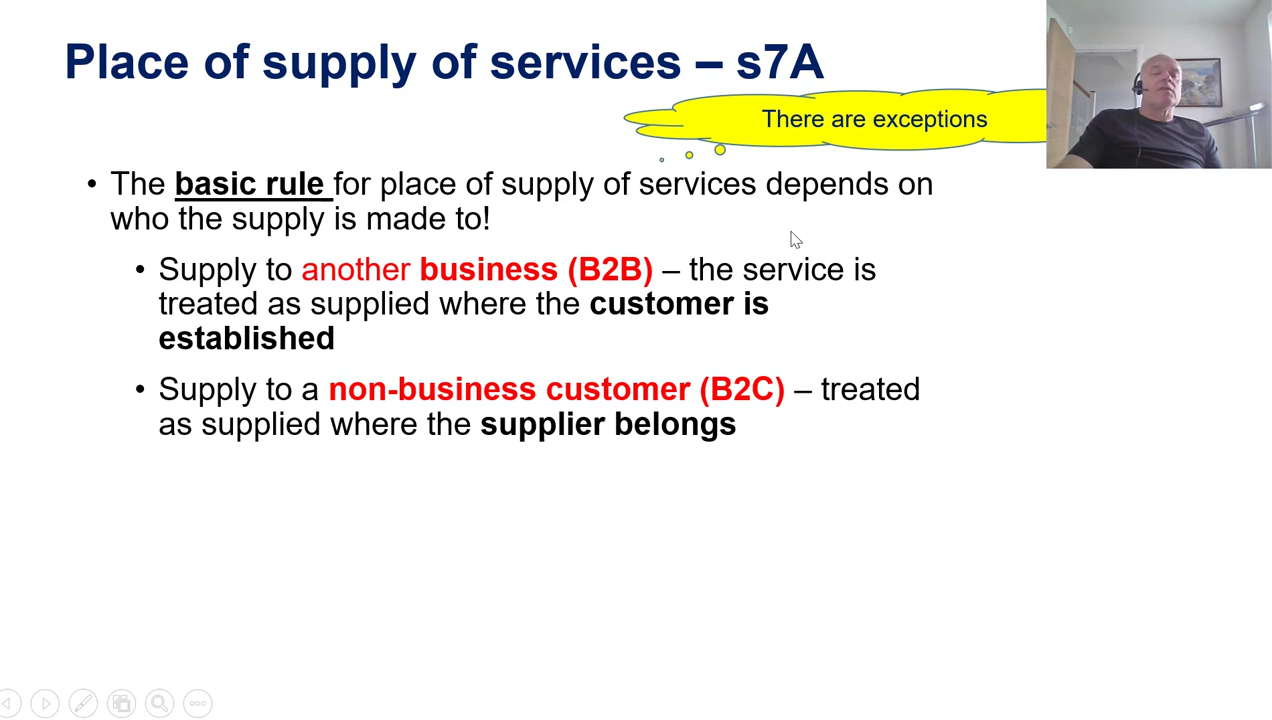 Place of supply of services – s7A
There are exceptions
• The basic rule for place of supply of services depends on
who the supply is made to!
• Supply to another business (B2B) – the service is
treated as supplied where the customer is
established
• Supply to a non-business customer (B2C) – treated
as supplied where the supplier belongs